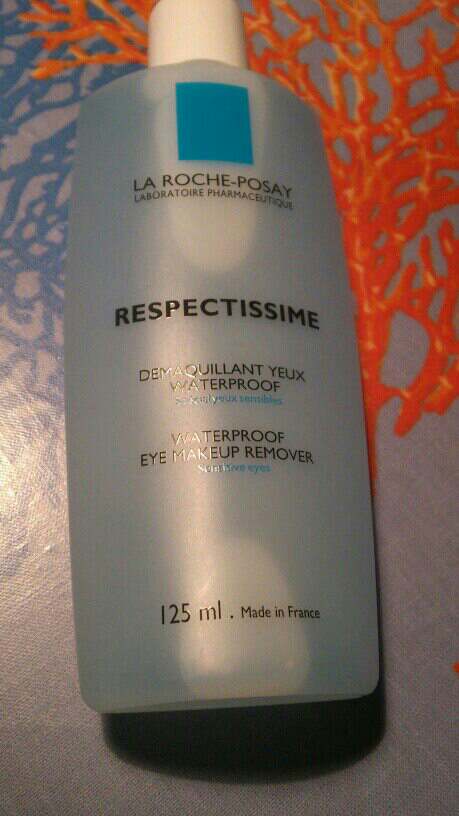 LA ROCHE-POSAY
LABORATOIRE PHARMACEUTIQUE
RESPECTISSIME
DEMAQUILLANT YEUX
WATERPROOF
yeux sensibles
WATERPROOF
EYE MAKEUP REMOVER
Sensitive eyes
125 ml . Made in France